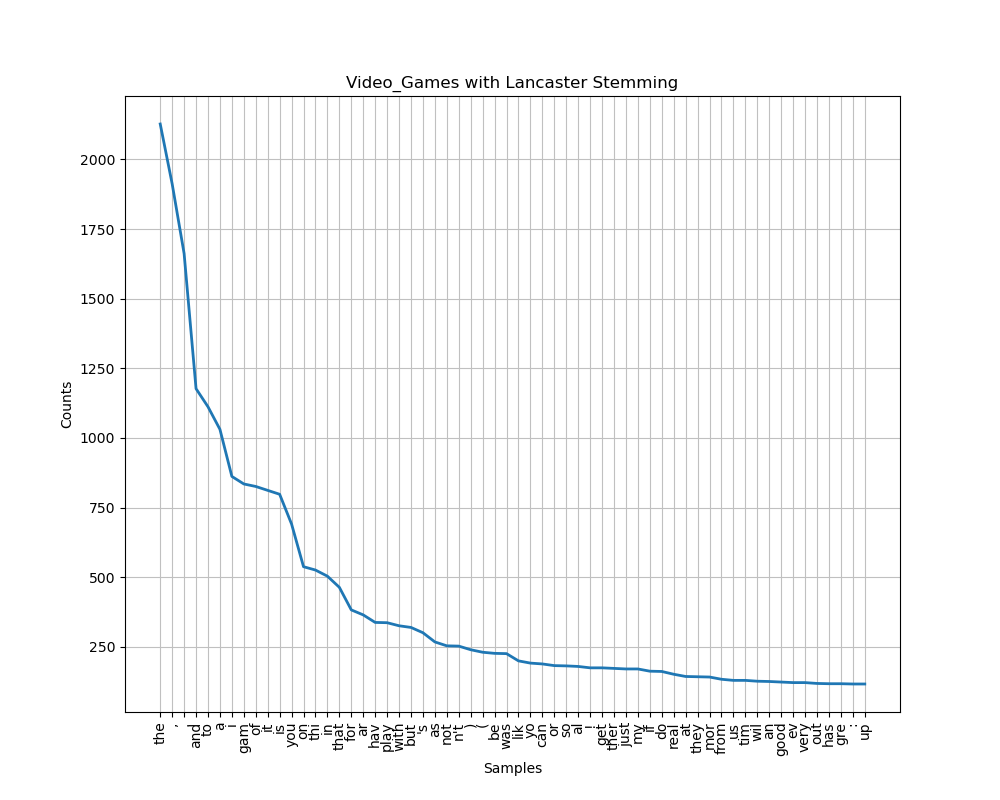 Video_Games with Lancaster Stemming
2000
1750
1500
1250
1000
750
500
250
Counts
the
,
.
and
to
a
i
gam
of
it
is
you
on
thi
in
that
for
ar
hav
play
with
but
's
as
not
n't
)
(
be
was
lik
yo
can
or
so
al
get
ther
just
my
if
do
real
at
they
mor
from
us
tim
wil
an
good
ev
very
out
has
gre
up
Samples